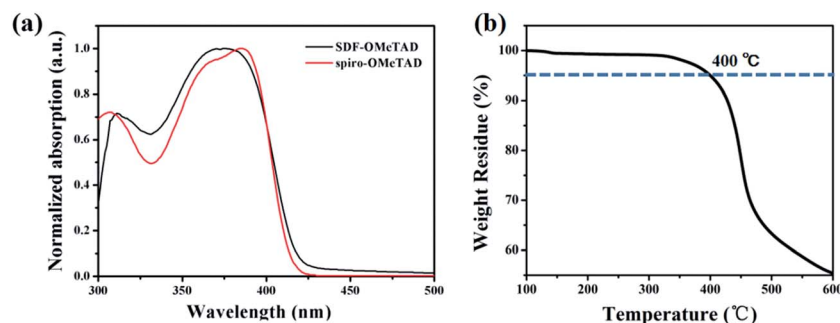 (a)
Normalized absorption (a.u.)
1.0
0.8
0.6
0.4
0.2
0.0
SDF-OMeTAD
spiro-OMeTAD
300
350
400
450
500
Wavelength (nm)
(b)
Weight Residue (%)
100
90
80
70
60
400 ℃
100
200
300
400
500
600
Temperature (℃)